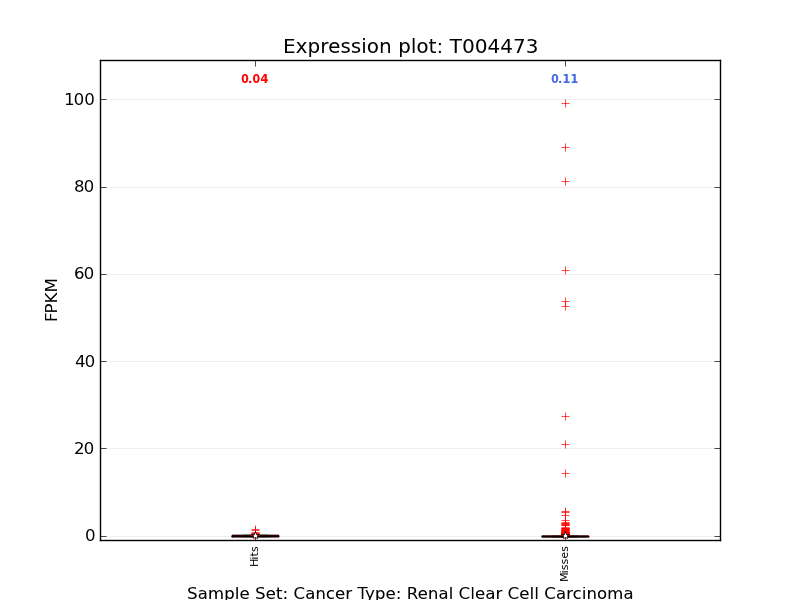 Expression plot: T004473
0.04 0.11
100
80
60
40
20
0
FPKM
Hits Misses
Sample Set: Cancer Type: Renal Clear Cell Carcinoma